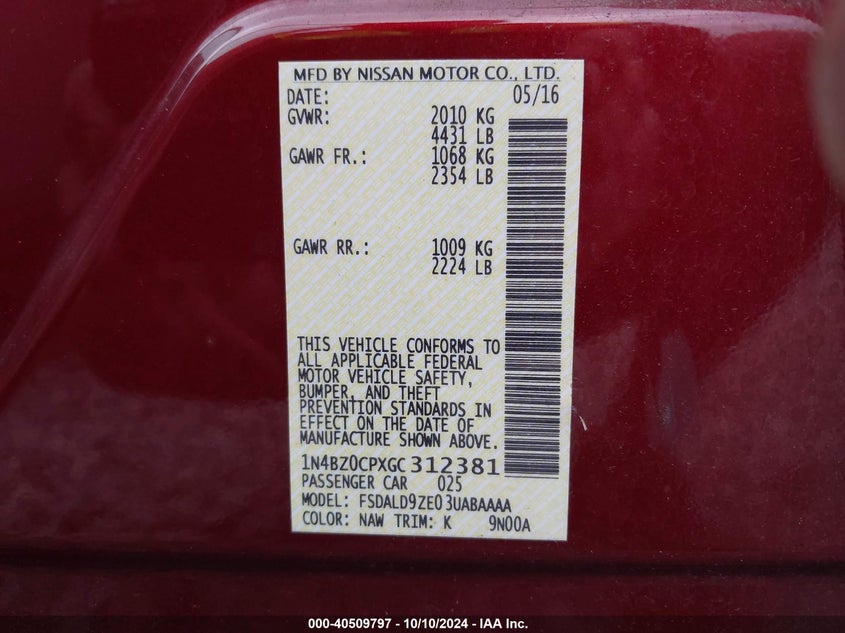 MFD BY NISSAN MOTOR CO., LTD.
DATE: 05/16
GVWR: 2010 KG
4431 LB
GAWR FR.: 1068 KG
2354 LB
GAWR RR.: 1009 KG
2224 LB
THIS VEHICLE CONFORMS TO
ALL APPLICABLE FEDERAL
MOTOR VEHICLE SAFETY,
BUMPER, AND THEFT
PREVENTION STANDARDS IN
EFFECT ON THE DATE OF
MANUFACTURE SHOWN ABOVE.
1N4BZ0CPXGC312381
PASSENGER CAR 025
MODEL: FSDALD9ZE03UABAAAA
COLOR: NAW TRIM: K 9N00A
000-40509797 - 10/10/2024 - IAA Inc.